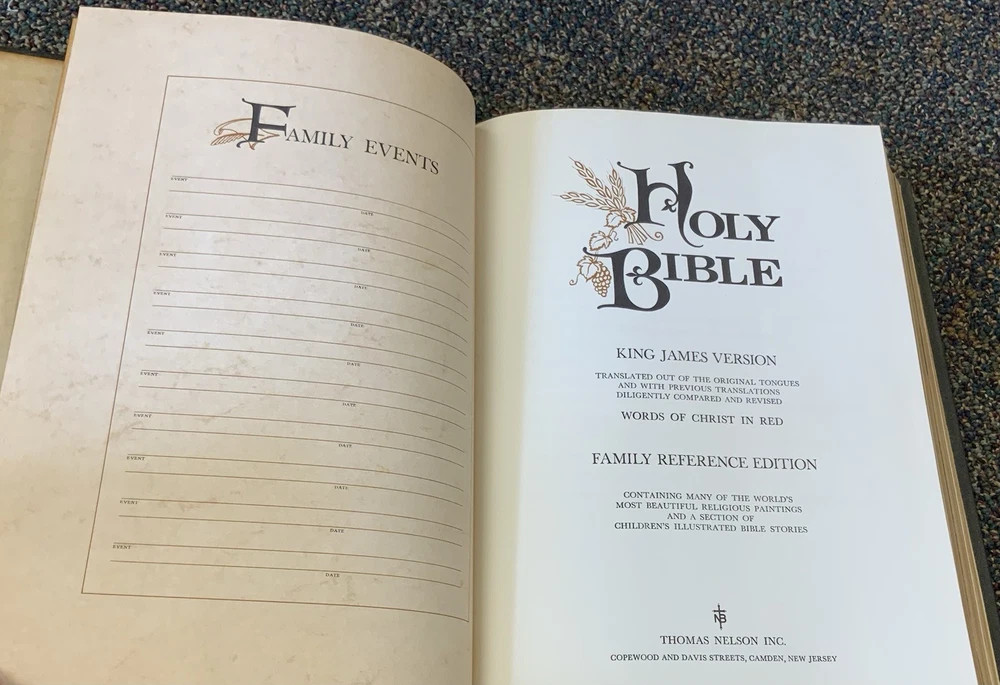 FAMILY EVENTS
EVENT
DATE
EVENT
DATE
EVENT
DATE
EVENT
DATE
EVENT
DATE
EVENT
DATE
EVENT
DATE
EVENT
DATE
EVENT
DATE
EVENT
DATE
HOLY
BIBLE
KING JAMES VERSION
TRANSLATED OUT OF THE ORIGINAL TONGUES
AND WITH PREVIOUS TRANSLATIONS
DILIGENTLY COMPARED AND REVISED
WORDS OF CHRIST IN RED
FAMILY REFERENCE EDITION
CONTAINING MANY OF THE WORLD'S
MOST BEAUTIFUL RELIGIOUS PAINTINGS
AND A SECTION OF
CHILDREN'S ILLUSTRATED BIBLE STORIES
NB
THOMAS NELSON INC.
COPEWOOD AND DAVIS STREETS, CAMDEN, NEW JERSEY